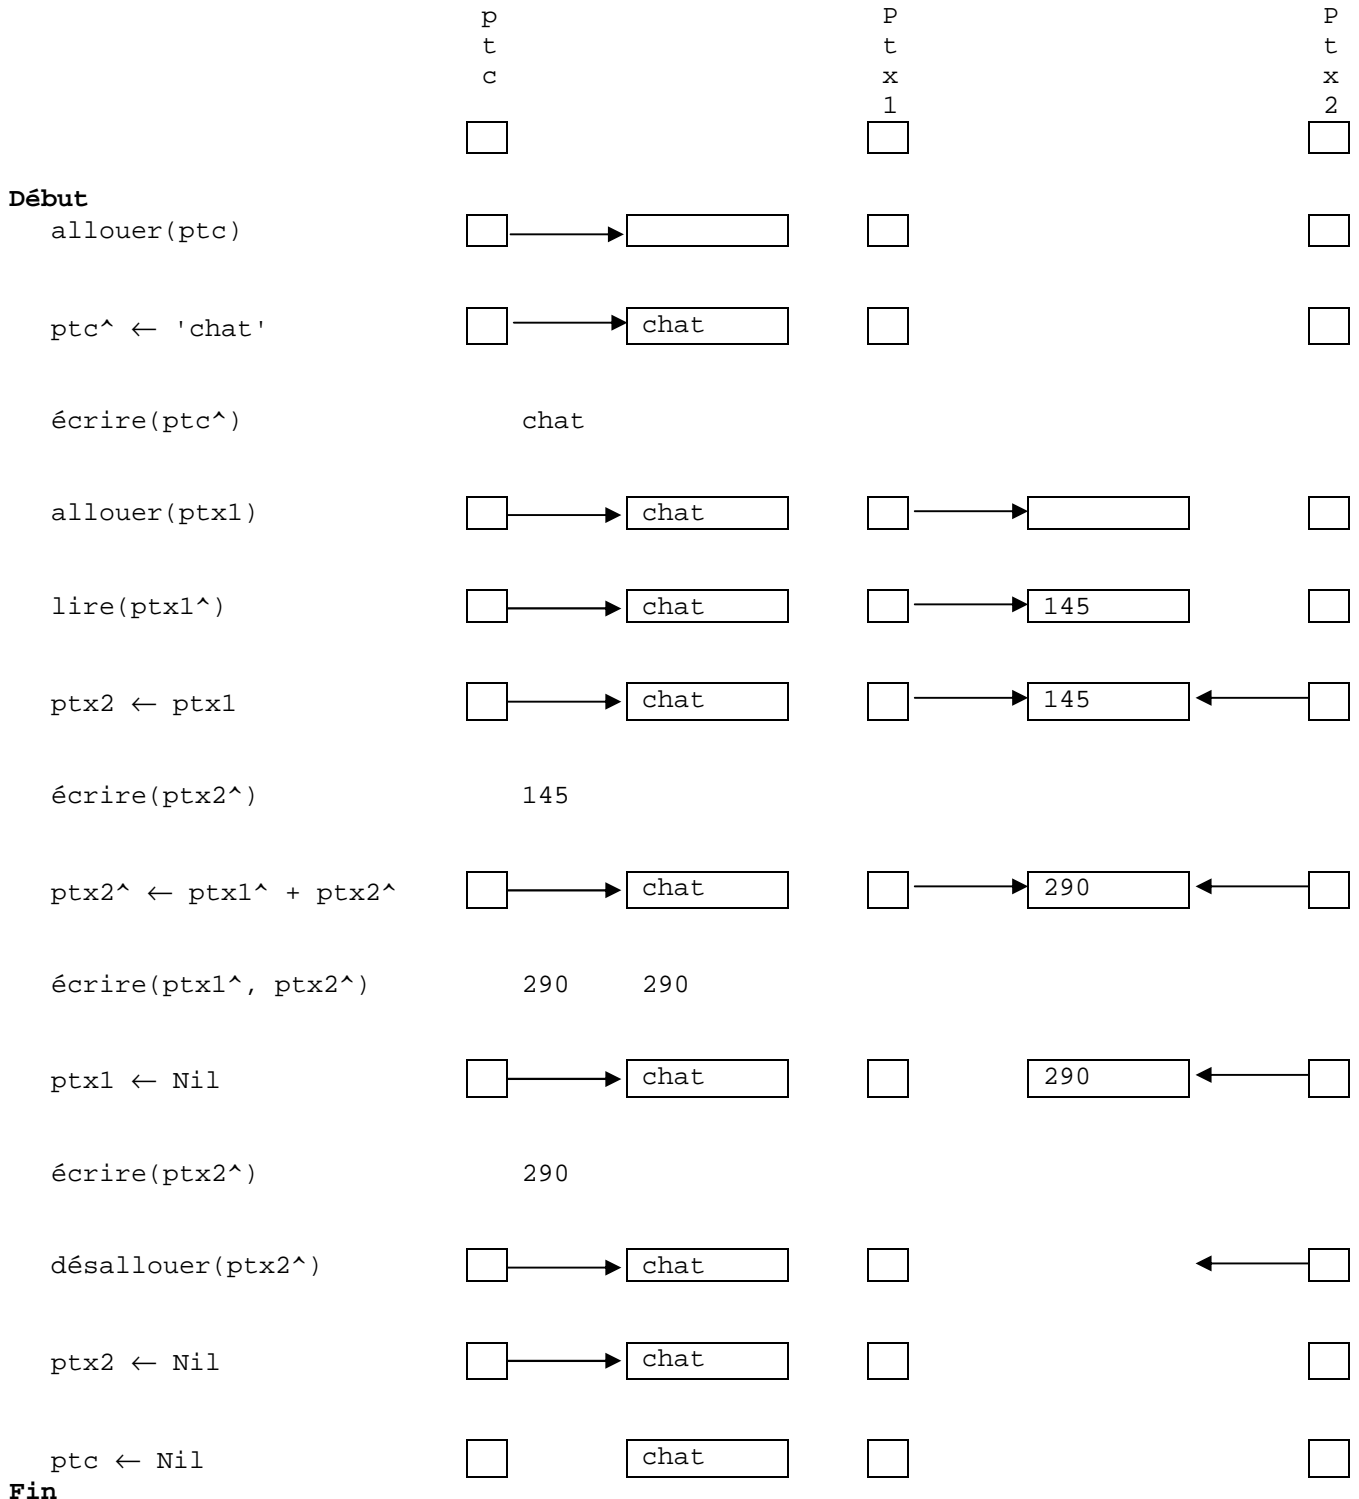 p P P
t t t
c x x
1 2
Début
allouer(ptc)
ptc^ ← 'chat' chat
écrire(ptc^) chat
allouer(ptx1) chat
lire(ptx1^) chat 145
ptx2 ← ptx1 chat 145
écrire(ptx2^) 145
ptx2^ ← ptx1^ + ptx2^ chat 290
écrire(ptx1^, ptx2^) 290 290
ptx1 ← Nil chat 290
écrire(ptx2^) 290
désallouer(ptx2^) chat
ptx2 ← Nil chat
ptc ← Nil chat
Fin